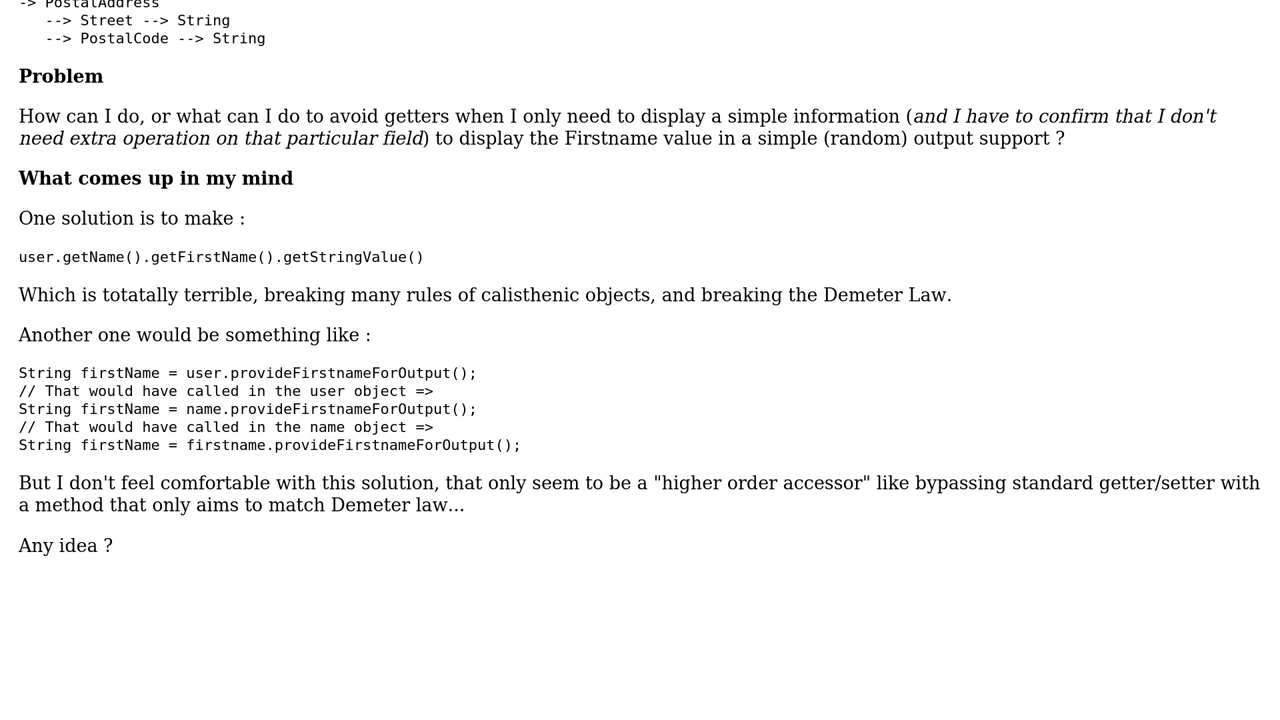 -> PostalAddress
--> Street --> String
--> PostalCode --> String
Problem
How can I do, or what can I do to avoid getters when I only need to display a simple information (and I have to confirm that I don't
need extra operation on that particular field) to display the Firstname value in a simple (random) output support ?
What comes up in my mind
One solution is to make :
user.getName().getFirstName().getStringValue()
Which is totatally terrible, breaking many rules of calisthenic objects, and breaking the Demeter Law.
Another one would be something like :
String firstName = user.provideFirstnameForOutput();
// That would have called in the user object =>
String firstName = name.provideFirstnameForOutput();
// That would have called in the name object =>
String firstName = firstname.provideFirstnameForOutput();
But I don't feel comfortable with this solution, that only seem to be a "higher order accessor" like bypassing standard getter/setter with
a method that only aims to match Demeter law...
Any idea ?